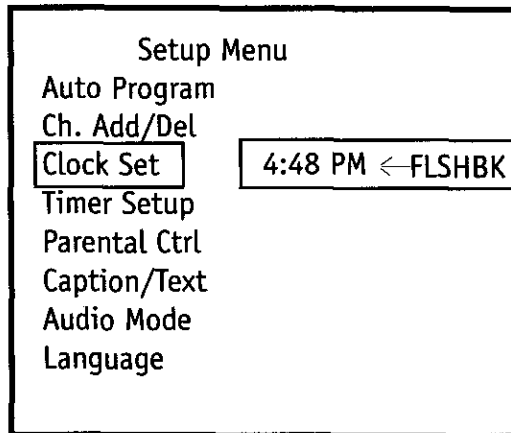 Setup Menu
Auto Program
Ch. Add/Del
Clock Set 4:48 PM ←FLSHBK
Timer Setup
Parental Ctrl
Caption/Text
Audio Mode
Language